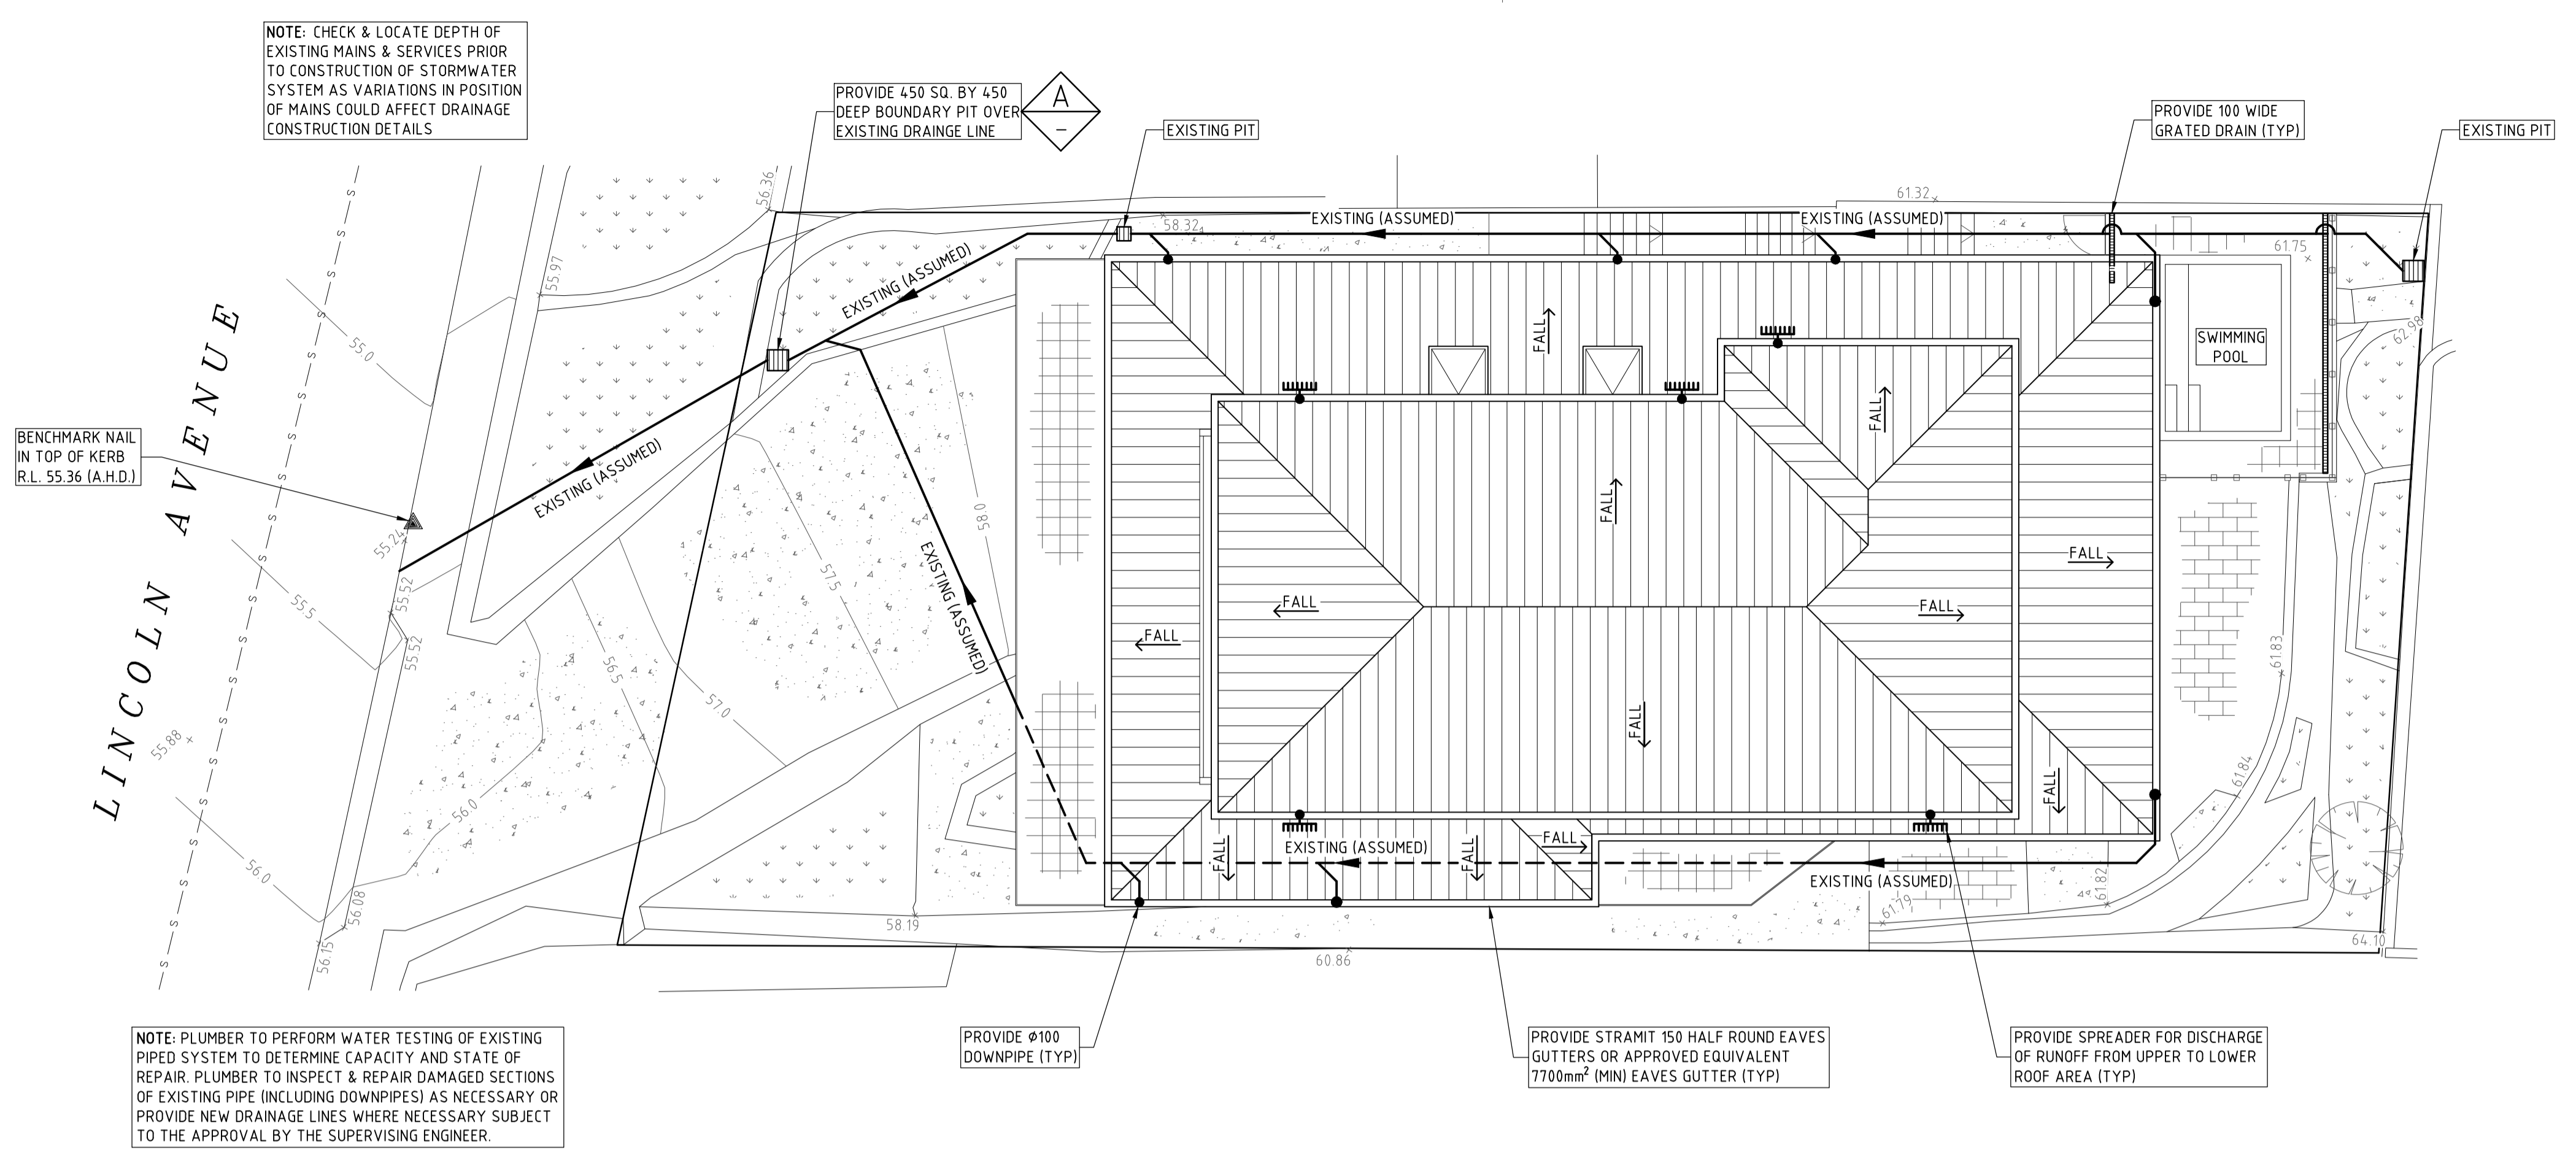 NOTE: CHECK & LOCATE DEPTH OF
EXISTING MAINS & SERVICES PRIOR
TO CONSTRUCTION OF STORMWATER
SYSTEM AS VARIATIONS IN POSITION
OF MAINS COULD AFFECT DRAINAGE
CONSTRUCTION DETAILS
PROVIDE 450 SQ. BY 450
DEEP BOUNDARY PIT OVER
EXISTING DRAINGE LINE
A
-
EXISTING PIT
PROVIDE 100 WIDE
GRATED DRAIN (TYP)
EXISTING PIT
56.36
58.32
EXISTING (ASSUMED)
EXISTING (ASSUMED)
61.32
61.75
55.97
EXISTING (ASSUMED)
62.98
55.0
FALL
SWIMMING
POOL
FALL
BENCHMARK NAIL
IN TOP OF KERB
R.L. 55.36 (A.H.D.)
EXISTING (ASSUMED)
58.0
FALL
55.24
LINCOLN AVENUE
55.52
55.5
55.52
57.5
EXISTING (ASSUMED)
FALL
FALL
FALL
FALL
61.83
56.5
57.0
FALL
55.88
FALL
61.84
56.0
56.0
FALL
EXISTING (ASSUMED)
FALL
FALL
EXISTING (ASSUMED)
61.82
61.79
56.08
56.15
58.19
60.86
64.10
S S S S S S S S S S S S S S
NOTE: PLUMBER TO PERFORM WATER TESTING OF EXISTING
PIPED SYSTEM TO DETERMINE CAPACITY AND STATE OF
REPAIR. PLUMBER TO INSPECT & REPAIR DAMAGED SECTIONS
OF EXISTING PIPE (INCLUDING DOWNPIPES) AS NECESSARY OR
PROVIDE NEW DRAINAGE LINES WHERE NECESSARY SUBJECT
TO THE APPROVAL BY THE SUPERVISING ENGINEER.
PROVIDE Ø100
DOWNPIPE (TYP)
PROVIDE STRAMIT 150 HALF ROUND EAVES
GUTTERS OR APPROVED EQUIVALENT
7700mm² (MIN) EAVES GUTTER (TYP)
PROVIDE SPREADER FOR DISCHARGE
OF RUNOFF FROM UPPER TO LOWER
ROOF AREA (TYP)